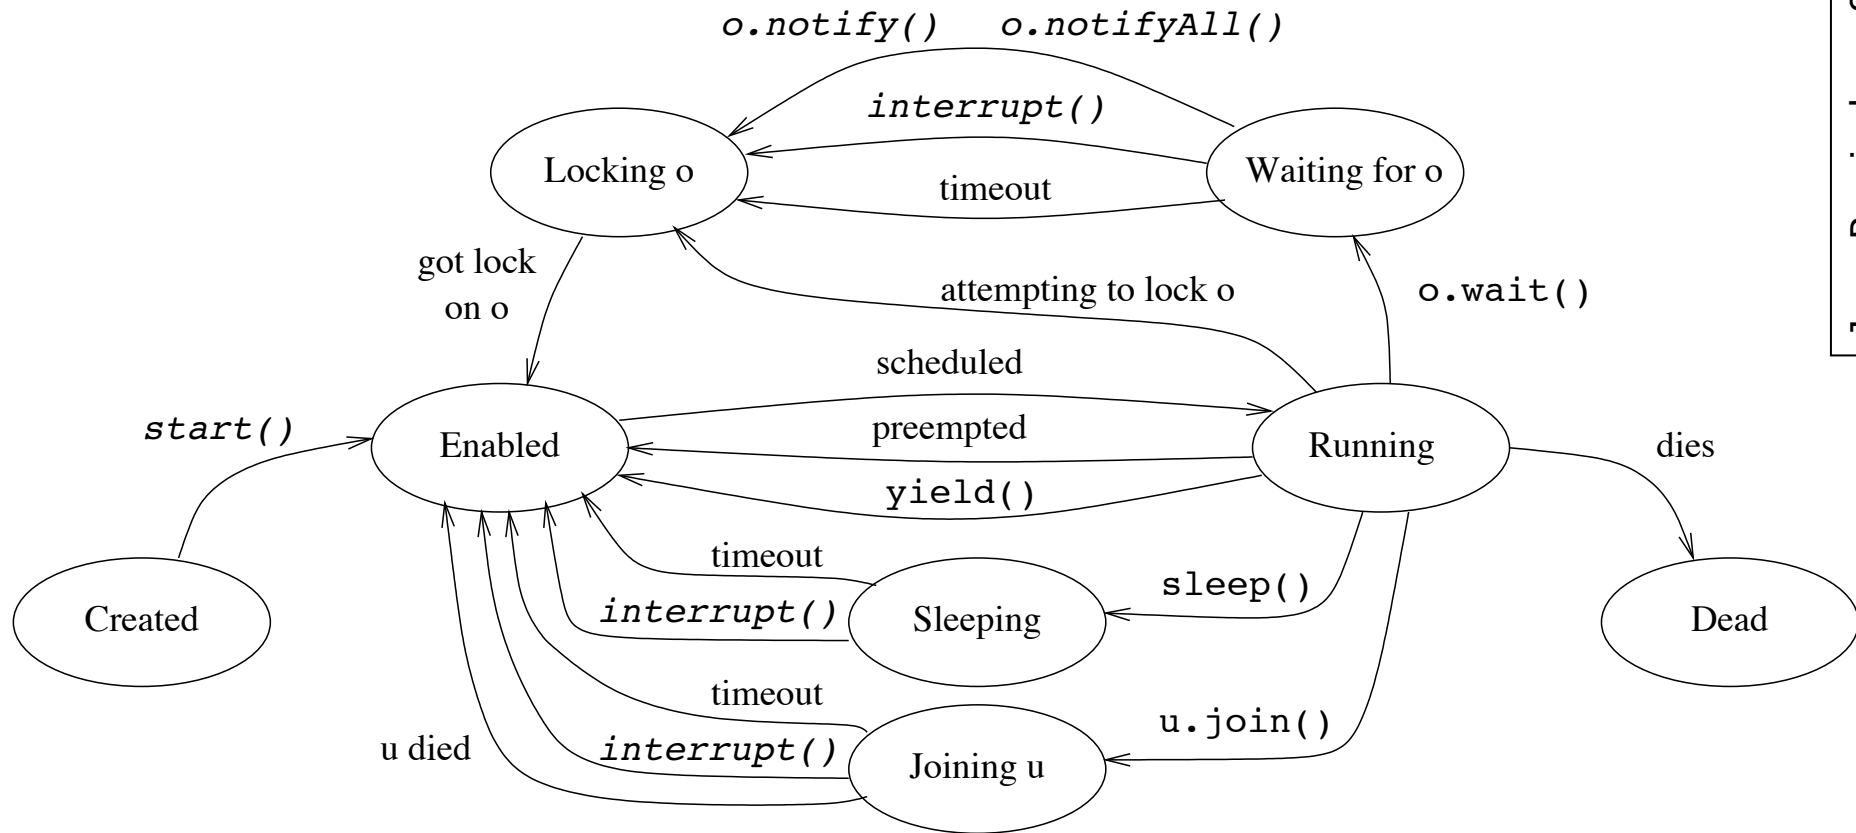 o.notify() o.notifyAll()
interrupt()
Locking o
Waiting for o
timeout
got lock
on o
attempting to lock o
o.wait()
scheduled
start()
Enabled
preempted
Running
dies
yield()
timeout
sleep()
Created
interrupt()
Sleeping
Dead
timeout
u.join()
u died
interrupt()
Joining u